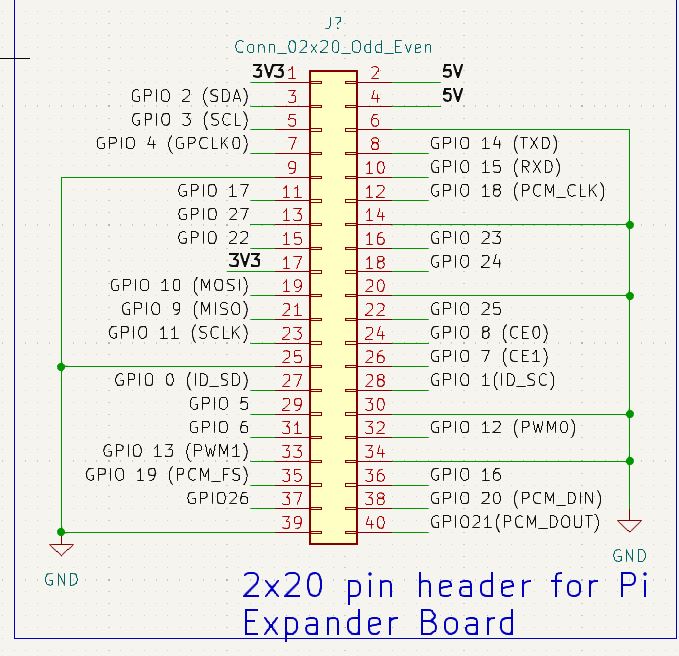 J?
Conn_02x20_Odd_Even
3V3 1 2 5V
GPIO 2 (SDA) 3 4 5V
GPIO 3 (SCL) 5 6
GPIO 4 (GPCLK0) 7 8 GPIO 14 (TXD)
9 10 GPIO 15 (RXD)
GPIO 17 11 12 GPIO 18 (PCM_CLK)
GPIO 27 13 14
GPIO 22 15 16 GPIO 23
3V3 17 18 GPIO 24
GPIO 10 (MOSI) 19 20
GPIO 9 (MISO) 21 22 GPIO 25
GPIO 11 (SCLK) 23 24 GPIO 8 (CE0)
25 26 GPIO 7 (CE1)
GPIO 0 (ID_SD) 27 28 GPIO 1(ID_SC)
GPIO 5 29 30
GPIO 6 31 32 GPIO 12 (PWM0)
GPIO 13 (PWM1) 33 34
GPIO 19 (PCM_FS) 35 36 GPIO 16
GPIO26 37 38 GPIO 20 (PCM_DIN)
39 40 GPIO21(PCM_DOUT)
GND
GND
2x20 pin header for Pi
Expander Board